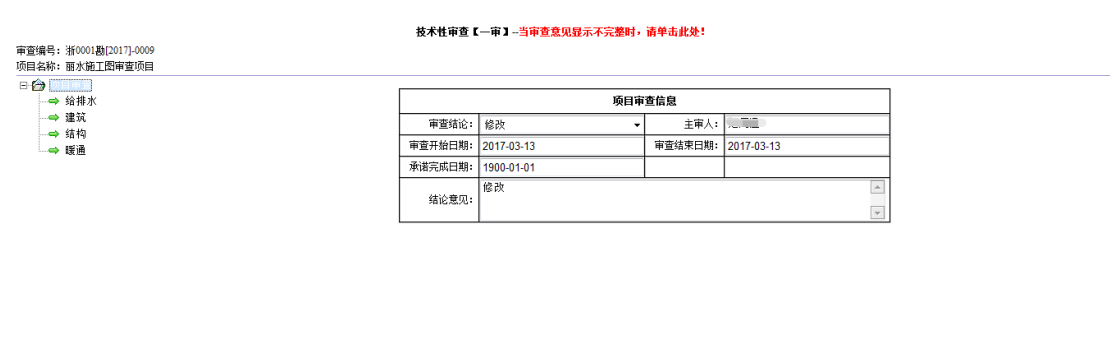 技术性审查【一审】--当审查意见显示不完整时，请单击此处！
审查编号：浙0001勘[2017]-0009
项目名称：丽水施工图审查项目
给排水
建筑
结构
暖通
项目审查信息
审查结论：修改 主审人：
审查开始日期：2017-03-13 审查结束日期：2017-03-13
承诺完成日期：1900-01-01
结论意见：修改